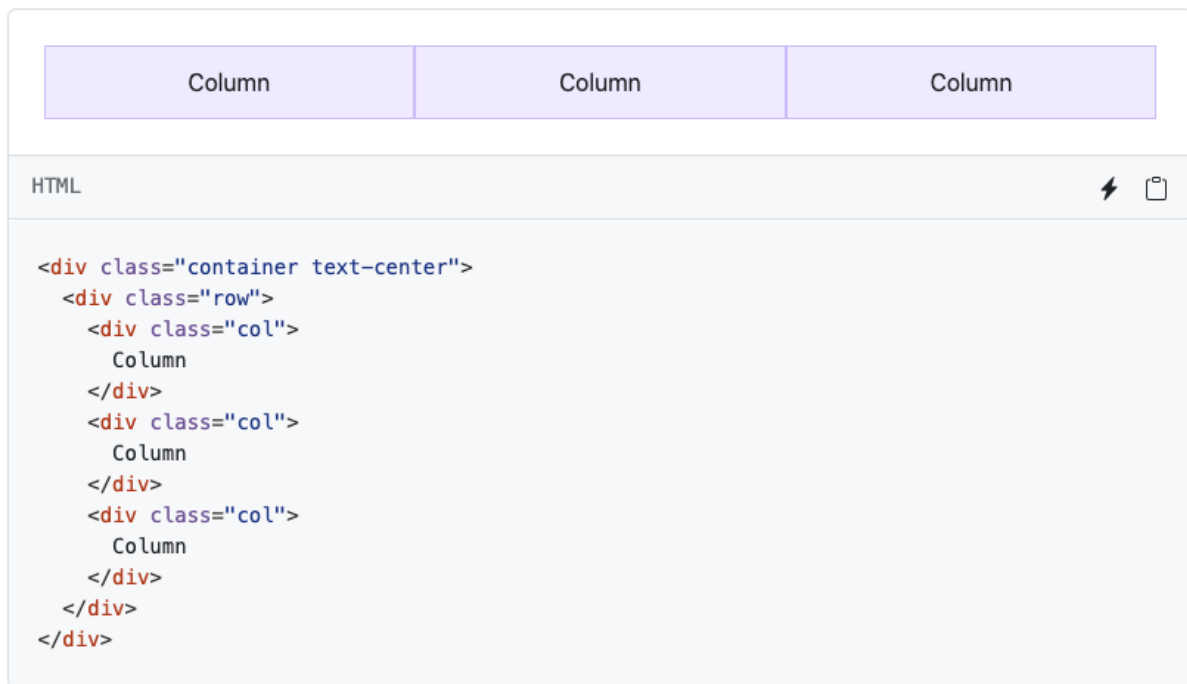 Column Column Column
HTML
<div class="container text-center">
  <div class="row">
    <div class="col">
      Column
    </div>
    <div class="col">
      Column
    </div>
    <div class="col">
      Column
    </div>
  </div>
</div>